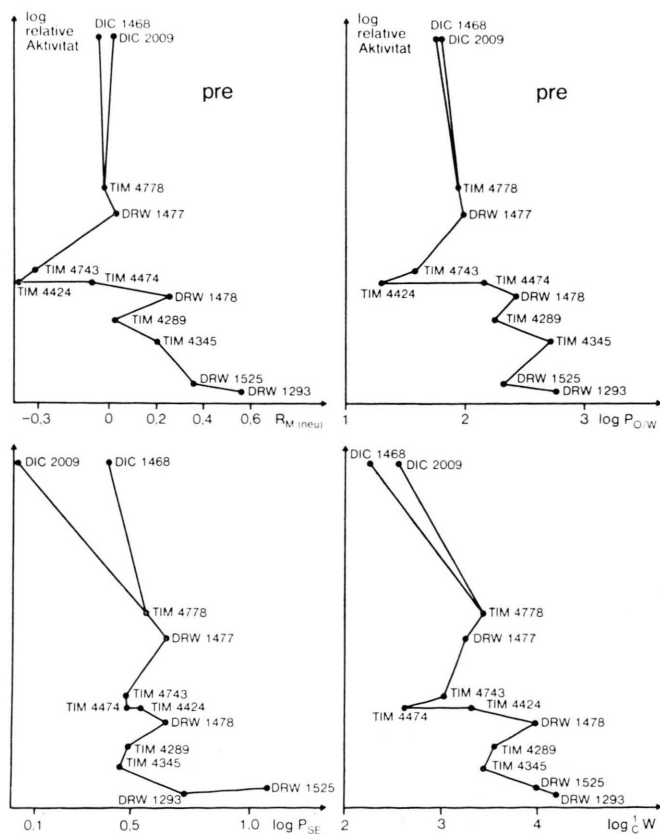 log
relative
Aktivitat
DIC 1468
DIC 2009
pre
TIM 4778
DRW 1477
TIM 4743
TIM 4474
TIM 4424
DRW 1478
TIM 4289
TIM 4345
DRW 1525
DRW 1293
-0,3
0
0.2
0,4
0.6
R M (neu)
log
relative
Aktivitat
DIC 1468
DIC 2009
pre
TIM 4778
DRW 1477
TIM 4743
TIM 4474
TIM 4424
DRW 1478
TIM 4289
TIM 4345
DRW 1525
DRW 1293
1
2
3
log P O/W
DIC 2009
DIC 1468
TIM 4778
DRW 1477
TIM 4743
TIM 4474
TIM 4424
DRW 1478
TIM 4289
TIM 4345
DRW 1525
DRW 1293
0.1
0.5
1.0
log P SE
DIC 1468
DIC 2009
TIM 4778
DRW 1477
TIM 4743
TIM 4424
TIM 4474
DRW 1478
TIM 4289
TIM 4345
DRW 1525
DRW 1293
2
3
4
5
log 1/C W